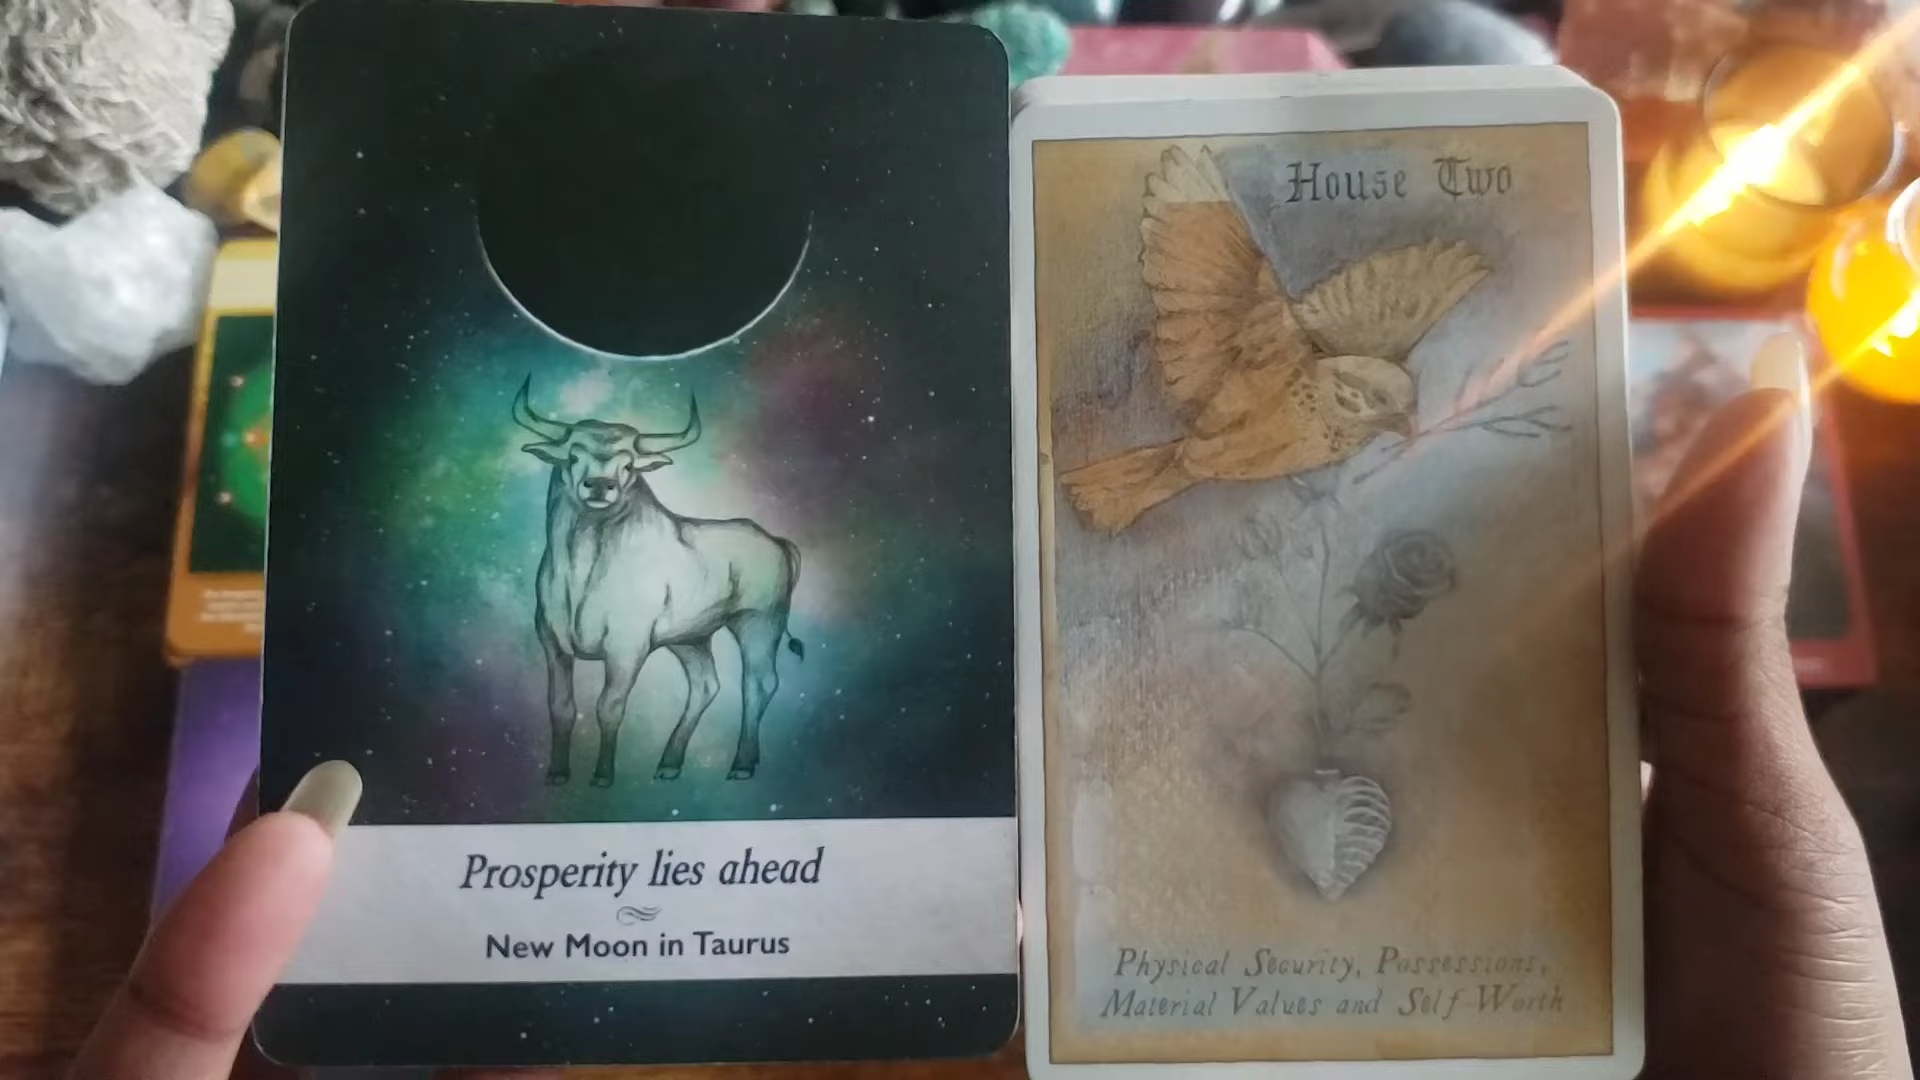 Prosperity lies ahead
New Moon in Taurus
House Two
Physical Security, Possessions,
Material Values and Self Worth